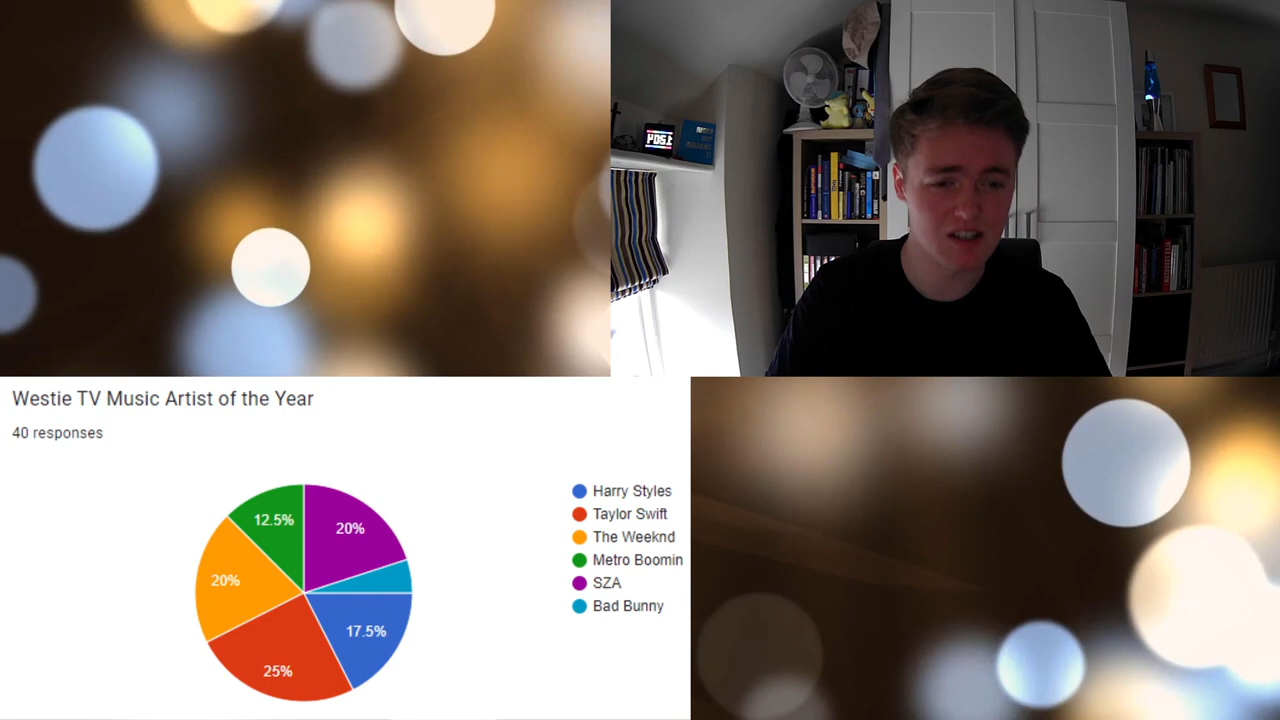 Westie TV Music Artist of the Year
40 responses
12.5%
20%
20%
17.5%
25%
Harry Styles
Taylor Swift
The Weeknd
Metro Boomin
SZA
Bad Bunny